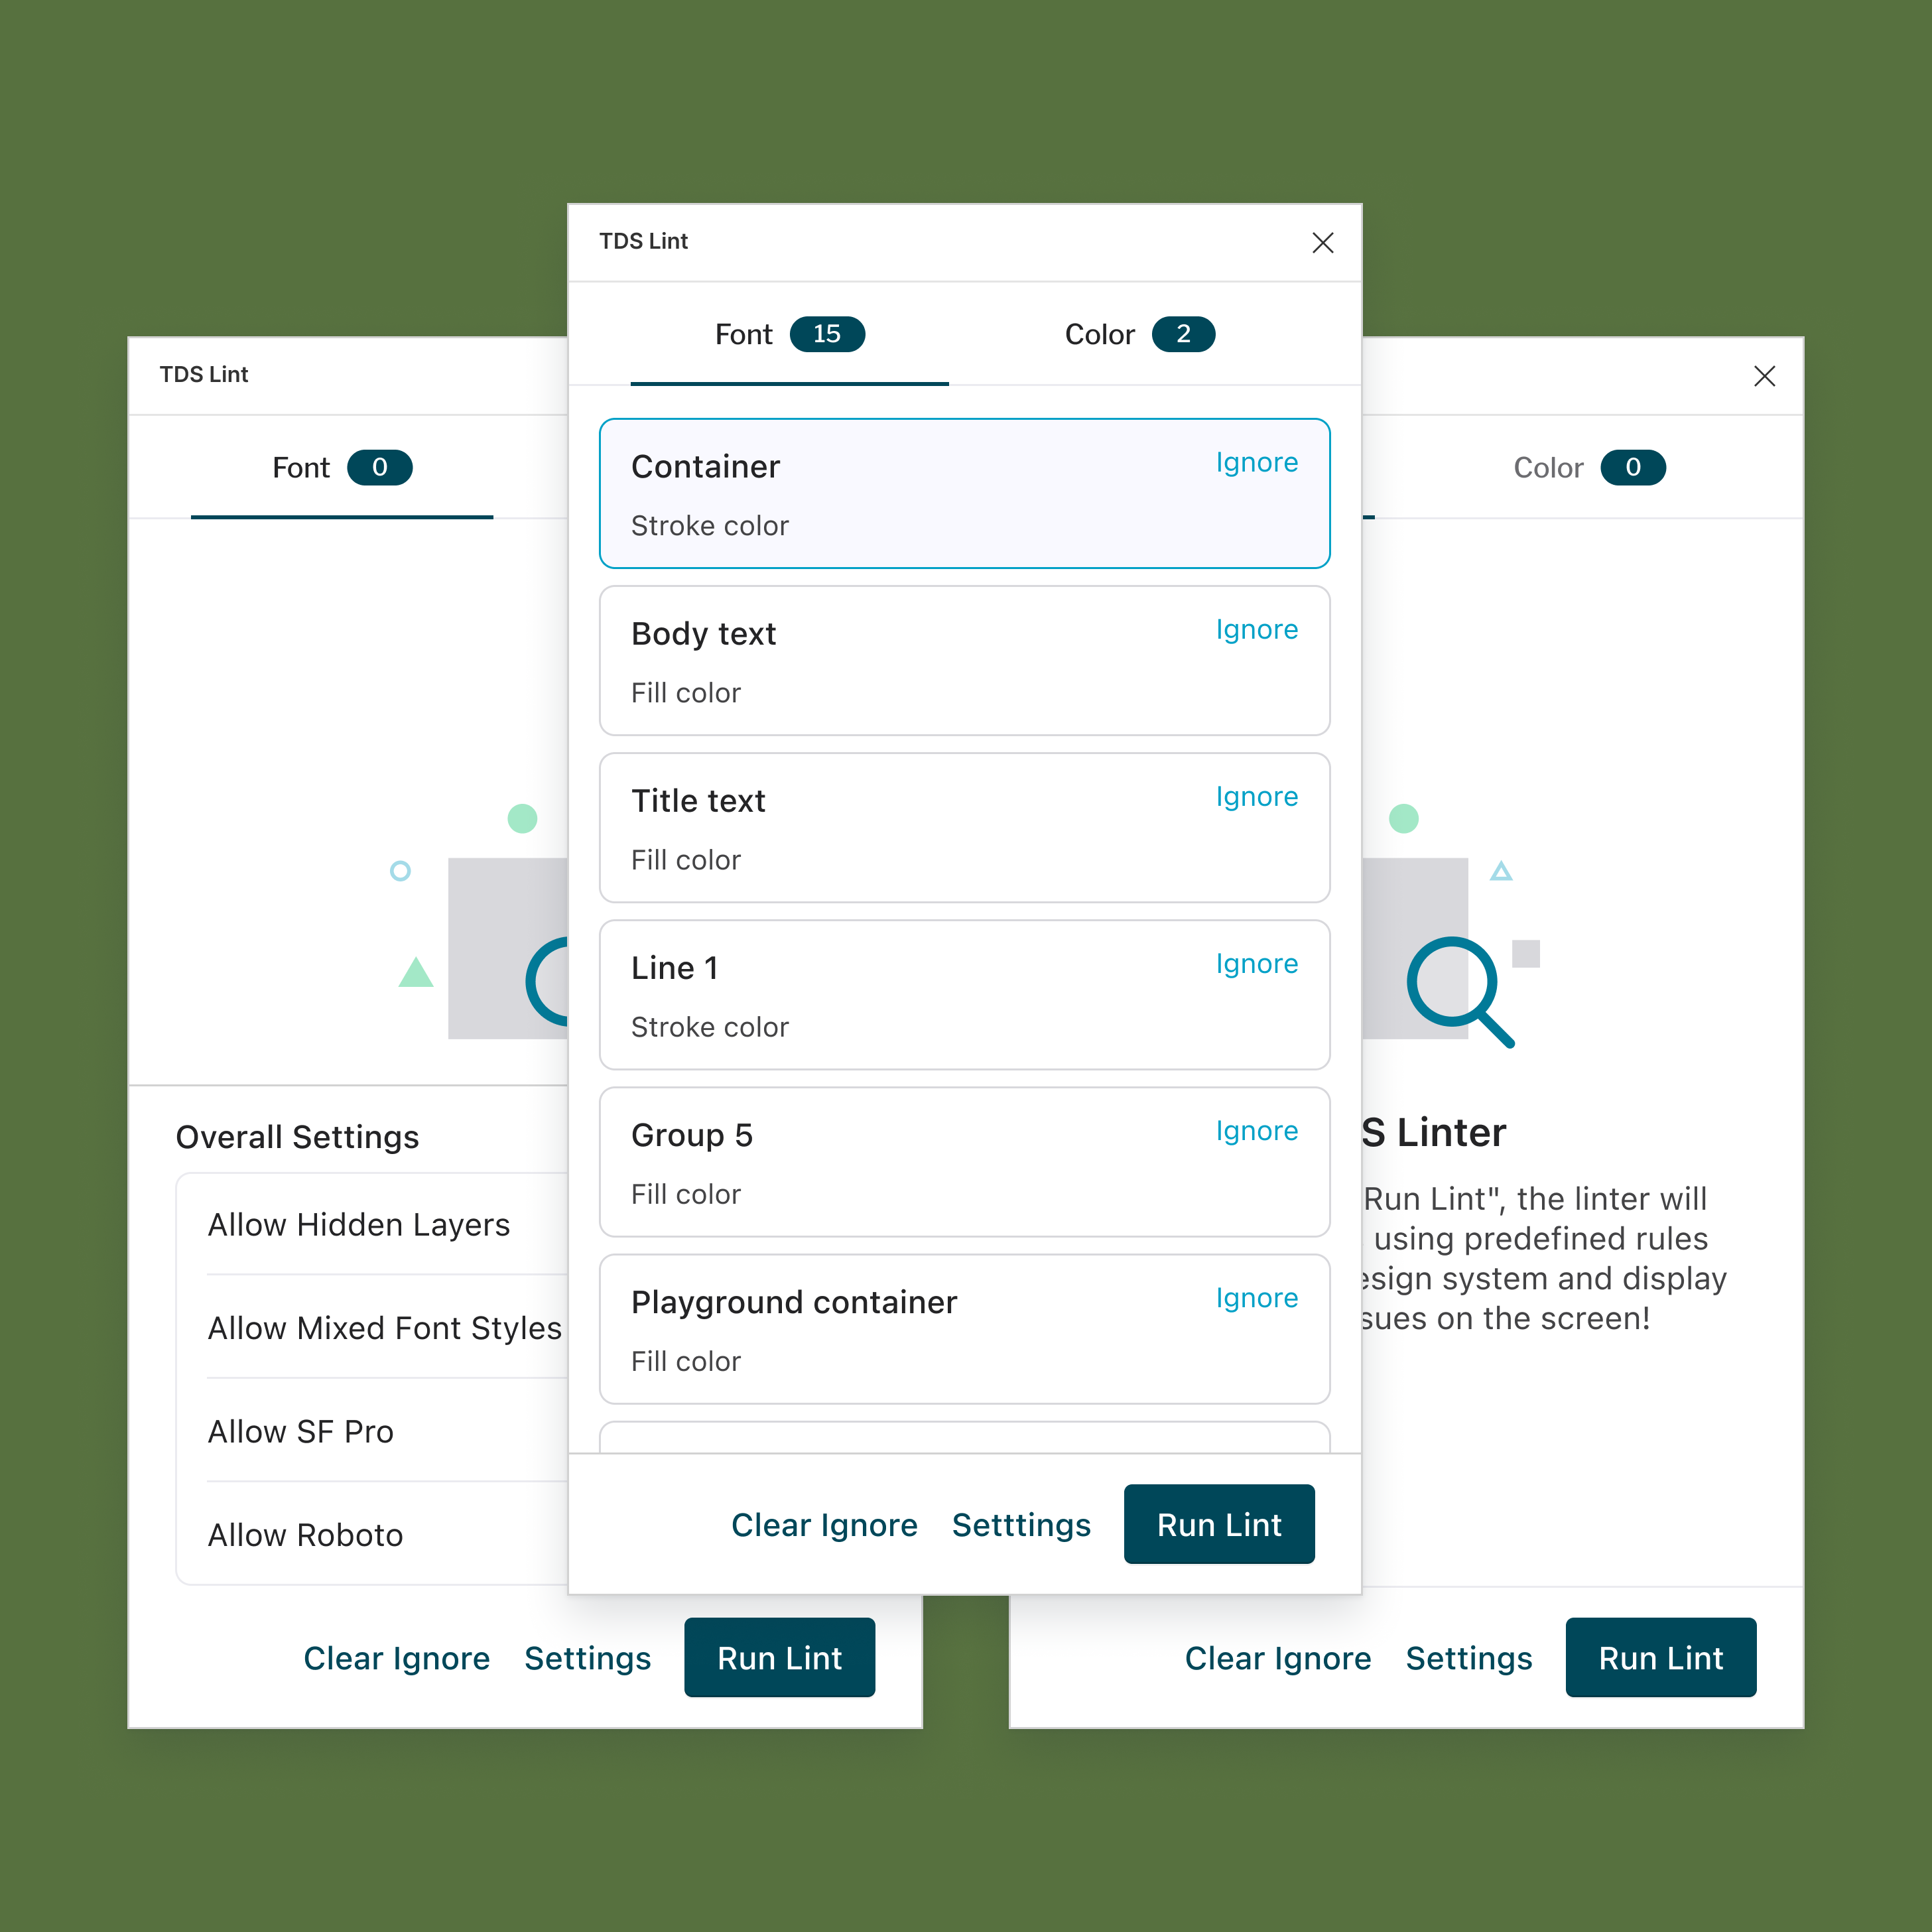 TDS Lint
Font 15 Color 2
Container Ignore
Stroke color
Body text Ignore
Fill color
Title text Ignore
Fill color
Line 1 Ignore
Stroke color
Group 5 Ignore
Fill color
Playground container Ignore
Fill color
Clear Ignore Setttings Run Lint
TDS Lint
Font 0
Overall Settings
Allow Hidden Layers
Allow Mixed Font Styles
Allow SF Pro
Allow Roboto
Clear Ignore Settings Run Lint
Color 0
S Linter
Run Lint", the linter will
using predefined rules
esign system and display
sues on the screen!
Clear Ignore Settings Run Lint